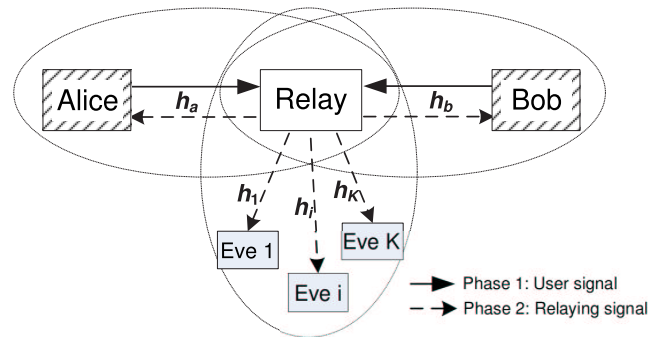 Alice
Relay
Bob
h_a
h_b
h_1
h_i
h_K
Eve 1
Eve i
Eve K
Phase 1: User signal
Phase 2: Relaying signal